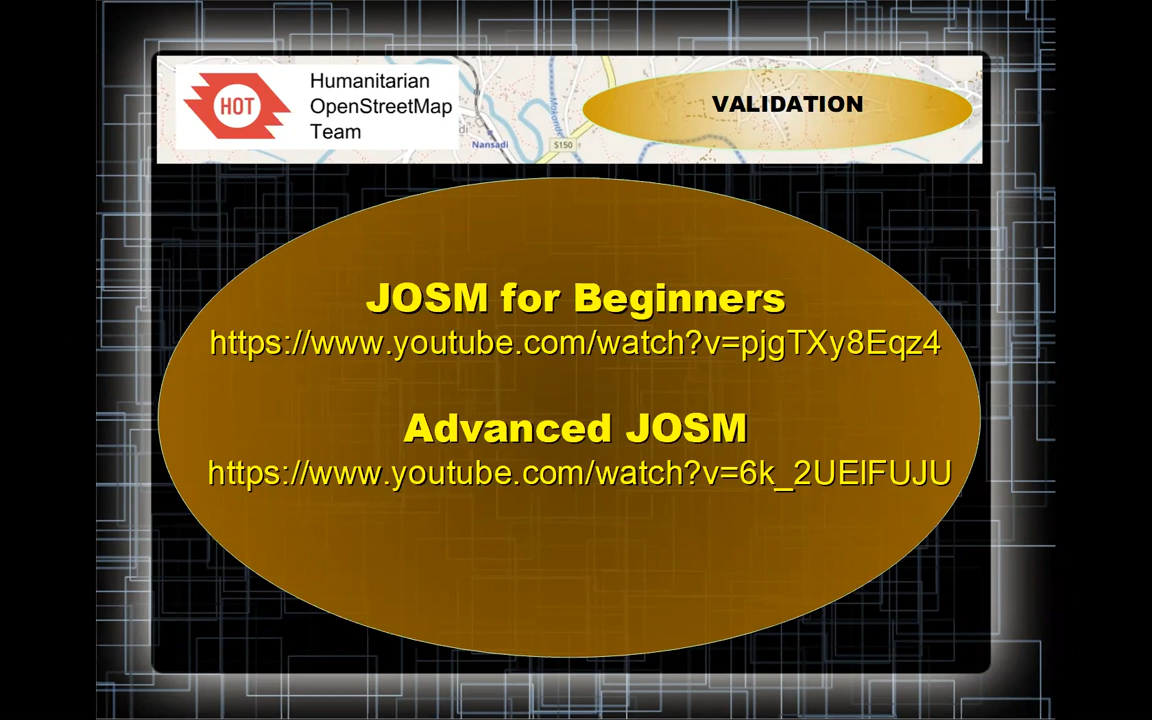 HOT
Humanitarian
OpenStreetMap
Team
VALIDATION
Nansadi
S150
JOSM for Beginners
https://www.youtube.com/watch?v=pjgTXy8Eqz4
Advanced JOSM
https://www.youtube.com/watch?v=6k_2UElFUJU